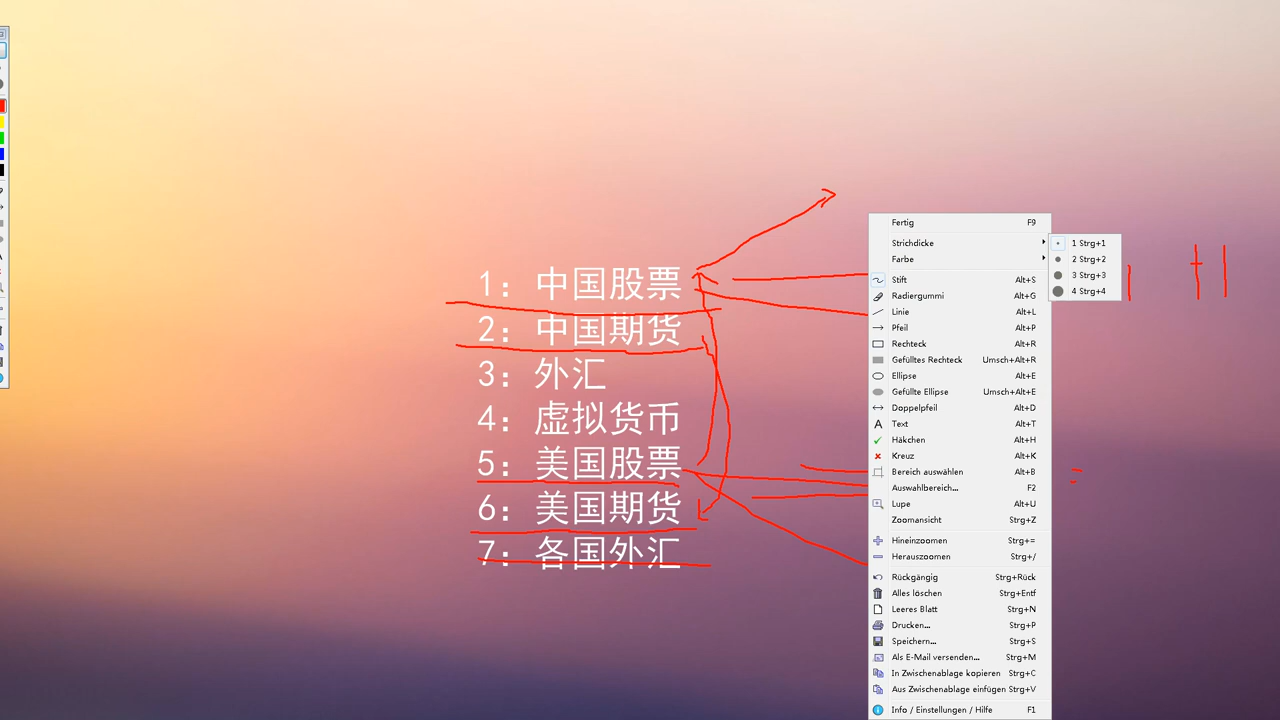 1：中国股票
2：中国期货
3：外汇
4：虚拟货币
5：美国股票
6：美国期货
7：各国外汇
Fertig F9
Strichdicke
Farbe
Stift Alt+S
Radiergummi Alt+G
Linie Alt+L
Pfeil Alt+P
Rechteck Alt+R
Gefülltes Rechteck Umsch+Alt+R
Ellipse Alt+E
Gefüllte Ellipse Umsch+Alt+E
Doppelpfeil Alt+D
Text Alt+T
Häkchen Alt+H
Kreuz Alt+K
Bereich auswählen Alt+B
Auswahlbereich... F2
Lupe Alt+U
Zoomansicht Strg+Z
Hineinzoomen Strg+=
Herauszoomen Strg+/
Rückgängig Strg+Rück
Alles löschen Strg+Entf
Leeres Blatt Strg+N
Drucken... Strg+P
Speichern... Strg+S
Als E-Mail versenden... Strg+M
In Zwischenablage kopieren Strg+C
Aus Zwischenablage einfügen Strg+V
Info / Einstellungen / Hilfe F1
1 Strg+1
2 Strg+2
3 Strg+3
4 Strg+4